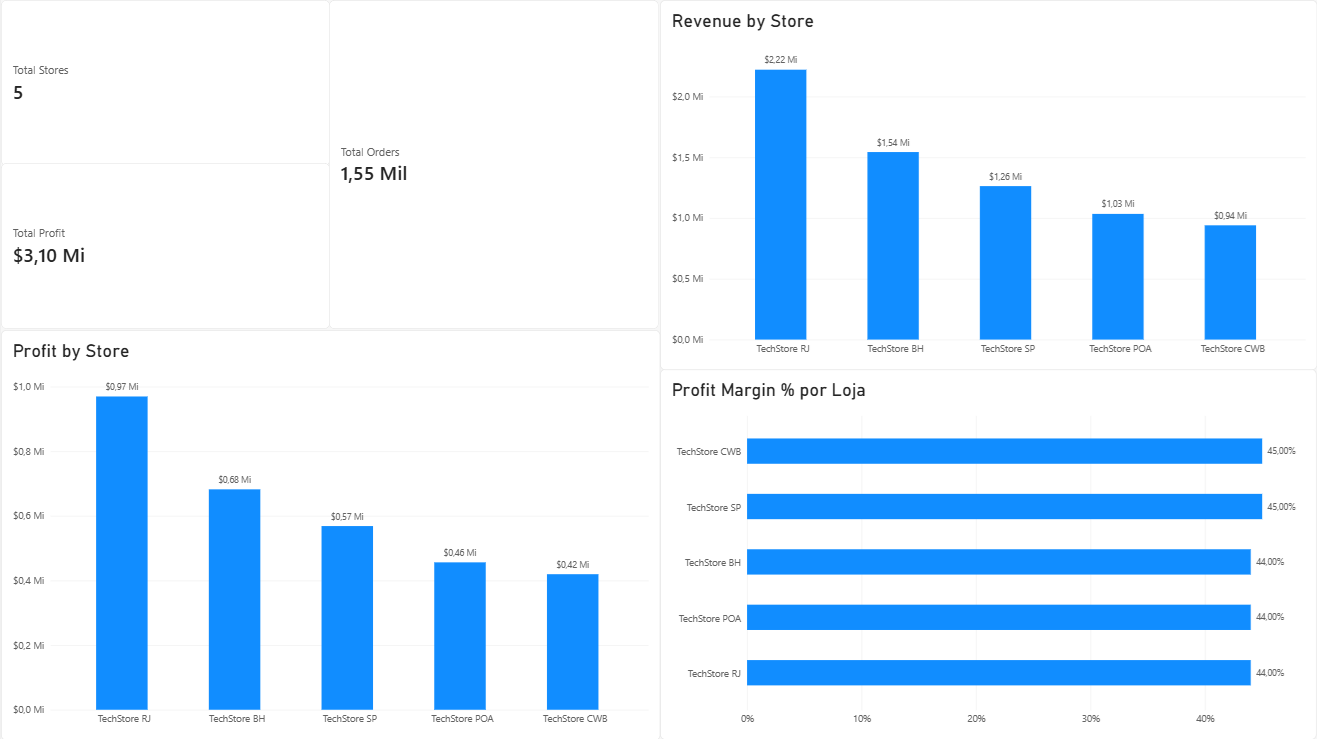 Total Stores
5
Total Profit
$3,10 Mi
Total Orders
1,55 Mil
Revenue by Store
$2,0 Mi
$1,5 Mi
$1,0 Mi
$0,5 Mi
$0,0 Mi
$2,22 Mi
$1,54 Mi
$1,26 Mi
$1,03 Mi
$0,94 Mi
TechStore RJ
TechStore BH
TechStore SP
TechStore POA
TechStore CWB
Profit by Store
$1,0 Mi
$0,8 Mi
$0,6 Mi
$0,4 Mi
$0,2 Mi
$0,0 Mi
$0,97 Mi
$0,68 Mi
$0,57 Mi
$0,46 Mi
$0,42 Mi
TechStore RJ
TechStore BH
TechStore SP
TechStore POA
TechStore CWB
Profit Margin % por Loja
TechStore CWB 45,00%
TechStore SP 45,00%
TechStore BH 44,00%
TechStore POA 44,00%
TechStore RJ 44,00%
0% 10% 20% 30% 40%